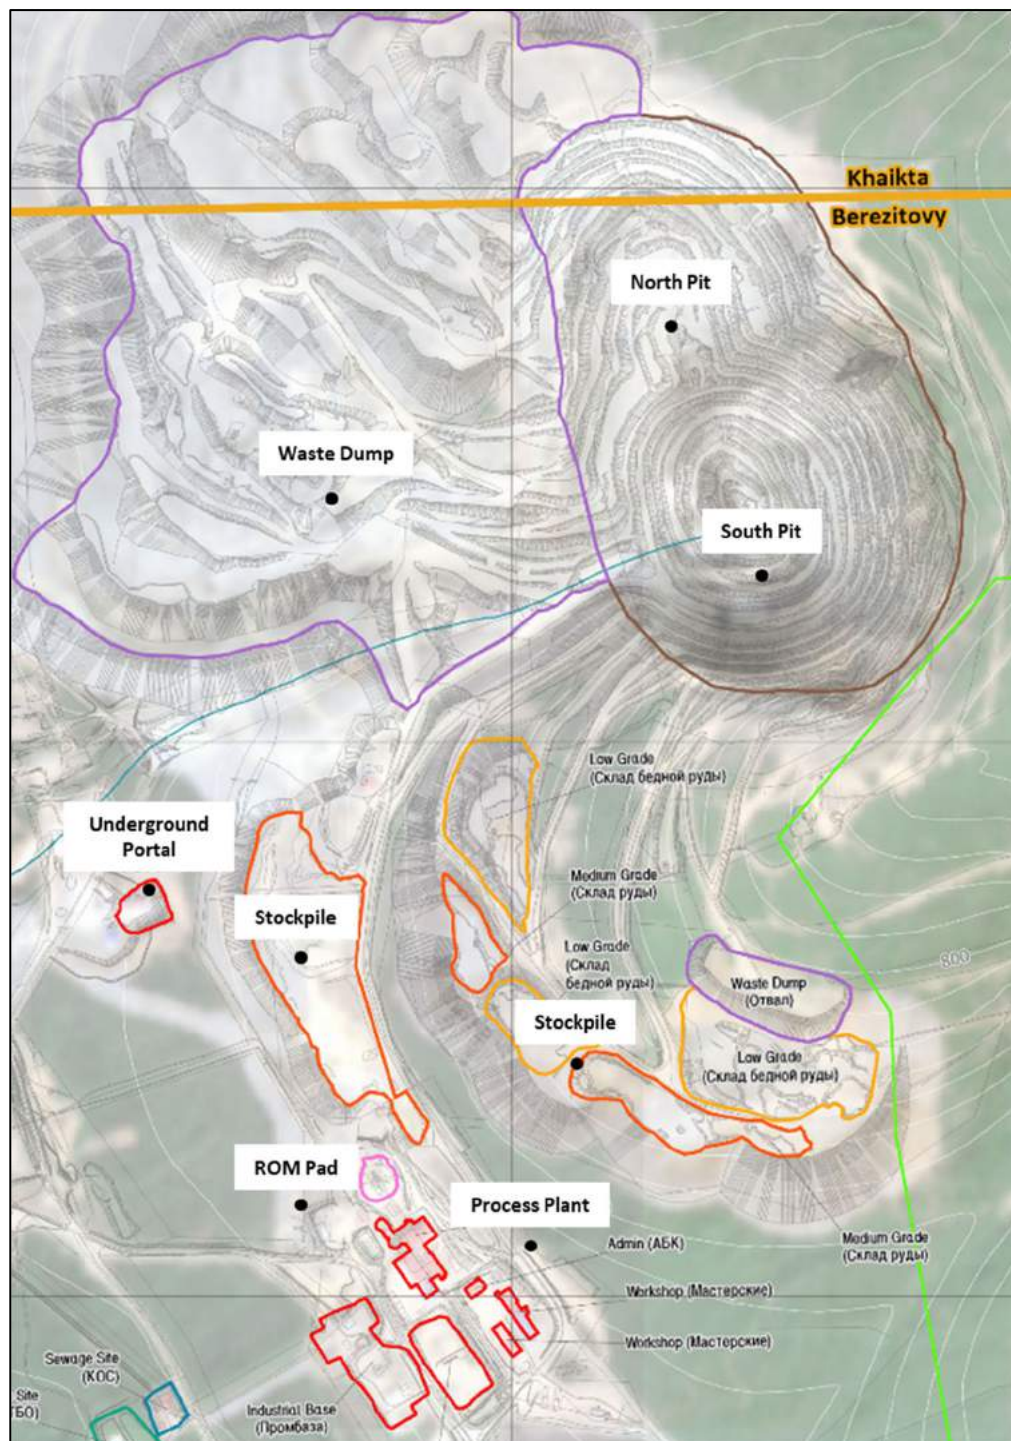 Khaikta
Berezitovy
North Pit
Waste Dump
South Pit
Low Grade
(Склад бедной руды)
Underground
Portal
Medium Grade
(Склад руды)
Stockpile
Low Grade
(Склад
бедной руды)
800
Waste Dump
(Отвал)
Stockpile
Low Grade
(Склад бедной руды)
ROM Pad
Process Plant
Admin (АБК)
Medium Grade
(Склад руды)
Workshop (Мастерские)
Workshop (Мастерские)
Sewage Site
(КОС)
Site
ТБО)
Industrial Base
(Промбаза)